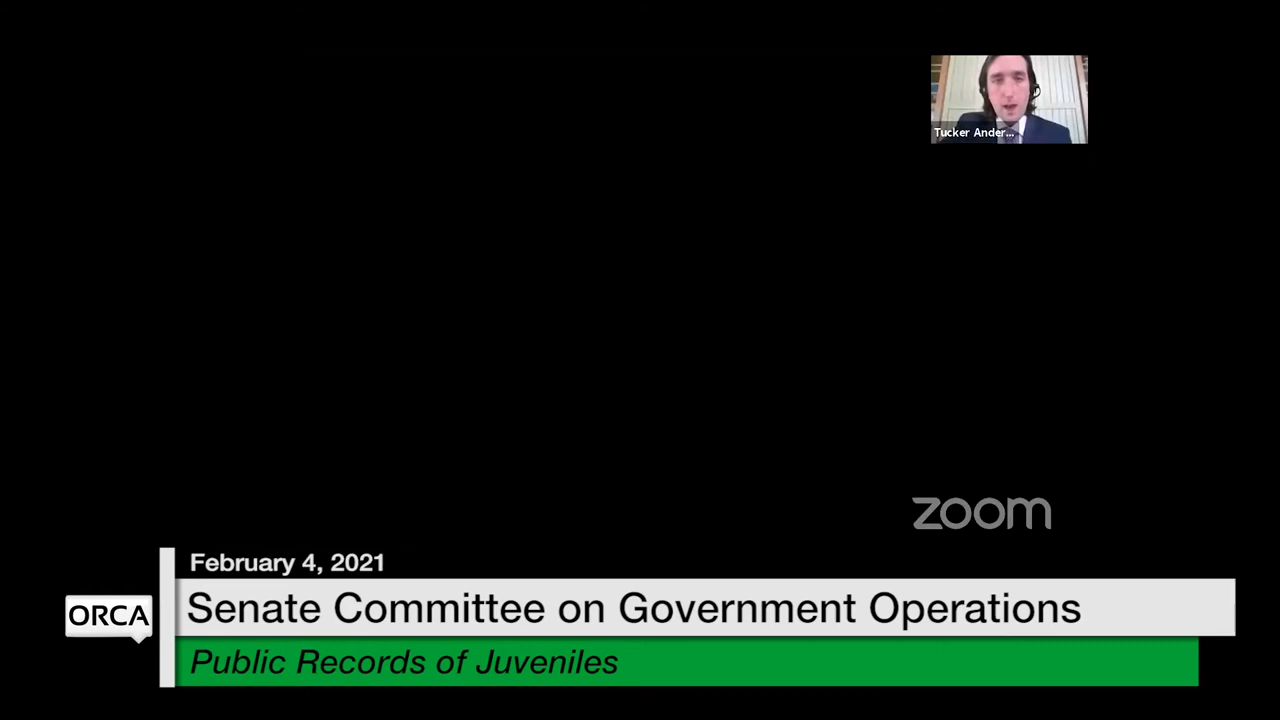 Tucker Ander...
zoom
February 4, 2021
Senate Committee on Government Operations
ORCA
Public Records of Juveniles